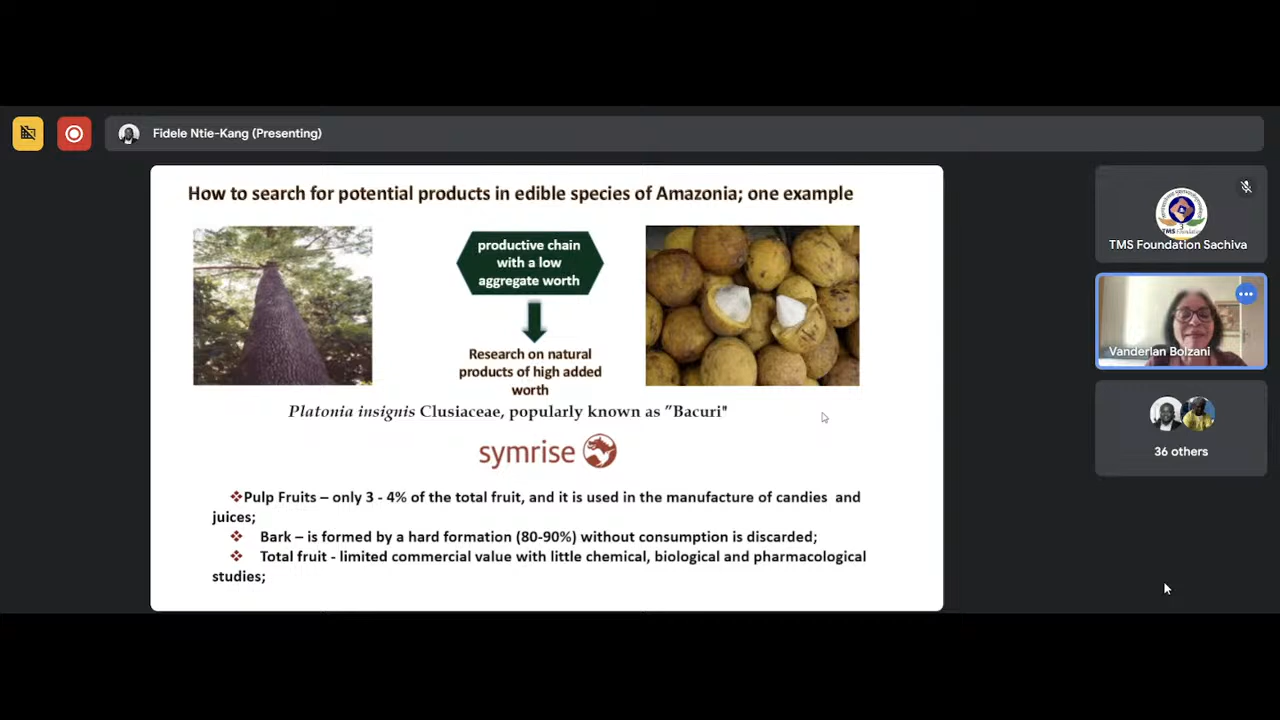 Fidele Ntie-Kang (Presenting)
How to search for potential products in edible species of Amazonia; one example
productive chain
with a low
aggregate worth
Research on natural
products of high added
worth
Platonia insignis Clusiaceae, popularly known as ”Bacuri"
symrise
❖Pulp Fruits – only 3 - 4% of the total fruit, and it is used in the manufacture of candies and
juices;
❖ Bark – is formed by a hard formation (80-90%) without consumption is discarded;
❖ Total fruit - limited commercial value with little chemical, biological and pharmacological
studies;
TMS Foundation Sachiva
Vanderlan Bolzani
36 others